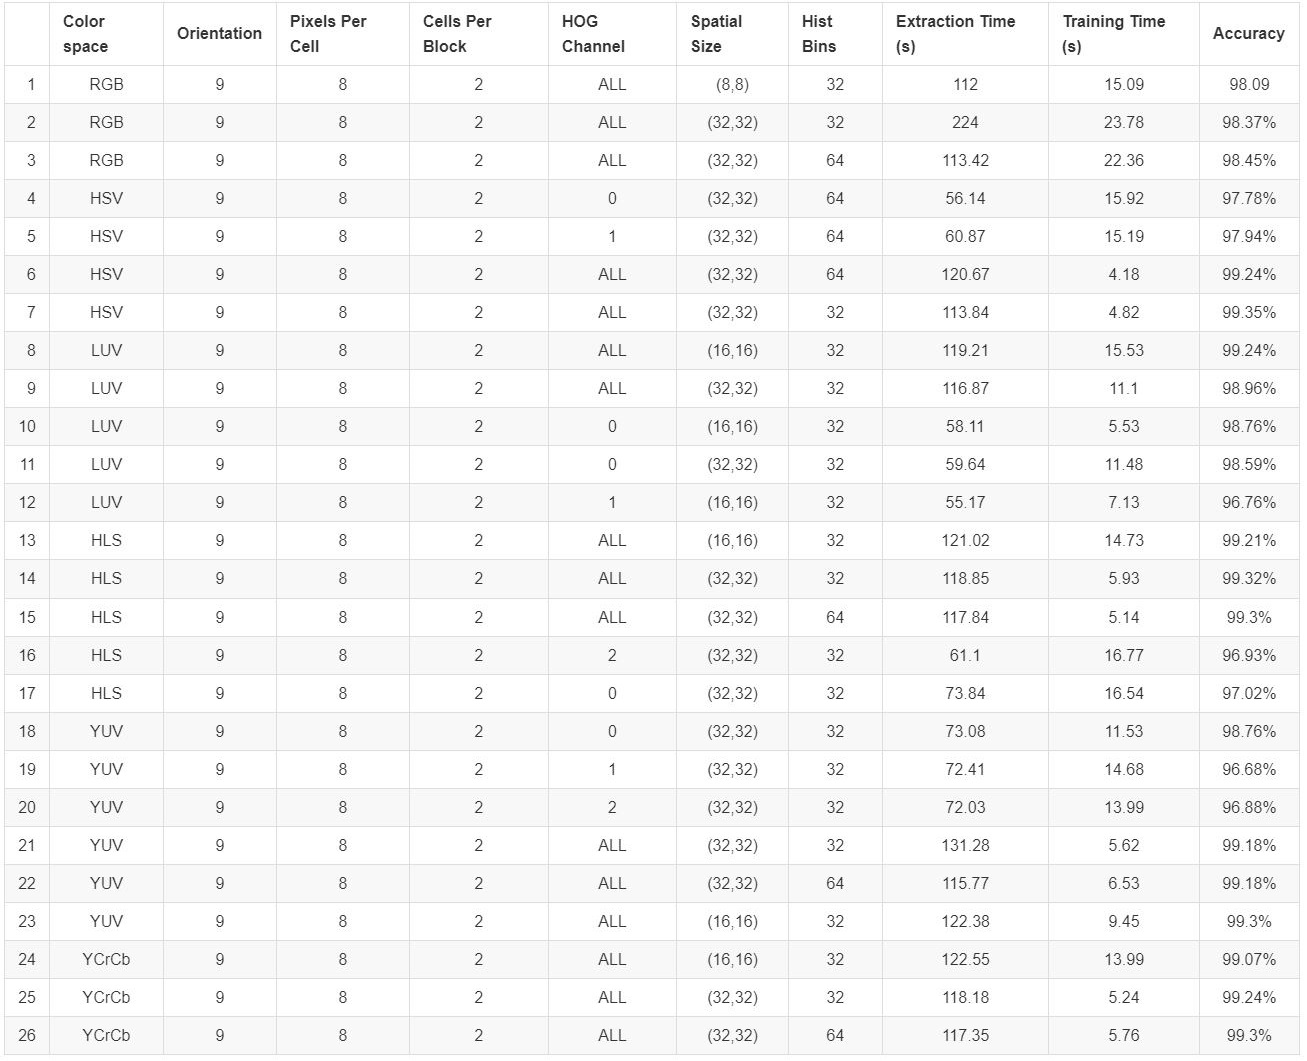 Color space Orientation Pixels Per Cell Cells Per Block HOG Channel Spatial Size Hist Bins Extraction Time (s) Training Time (s) Accuracy
1 RGB 9 8 2 ALL (8,8) 32 112 15.09 98.09
2 RGB 9 8 2 ALL (32,32) 32 224 23.78 98.37%
3 RGB 9 8 2 ALL (32,32) 64 113.42 22.36 98.45%
4 HSV 9 8 2 0 (32,32) 64 56.14 15.92 97.78%
5 HSV 9 8 2 1 (32,32) 64 60.87 15.19 97.94%
6 HSV 9 8 2 ALL (32,32) 64 120.67 4.18 99.24%
7 HSV 9 8 2 ALL (32,32) 32 113.84 4.82 99.35%
8 LUV 9 8 2 ALL (16,16) 32 119.21 15.53 99.24%
9 LUV 9 8 2 ALL (32,32) 32 116.87 11.1 98.96%
10 LUV 9 8 2 0 (16,16) 32 58.11 5.53 98.76%
11 LUV 9 8 2 0 (32,32) 32 59.64 11.48 98.59%
12 LUV 9 8 2 1 (16,16) 32 55.17 7.13 96.76%
13 HLS 9 8 2 ALL (16,16) 32 121.02 14.73 99.21%
14 HLS 9 8 2 ALL (32,32) 32 118.85 5.93 99.32%
15 HLS 9 8 2 ALL (32,32) 64 117.84 5.14 99.3%
16 HLS 9 8 2 2 (32,32) 32 61.1 16.77 96.93%
17 HLS 9 8 2 0 (32,32) 32 73.84 16.54 97.02%
18 YUV 9 8 2 0 (32,32) 32 73.08 11.53 98.76%
19 YUV 9 8 2 1 (32,32) 32 72.41 14.68 96.68%
20 YUV 9 8 2 2 (32,32) 32 72.03 13.99 96.88%
21 YUV 9 8 2 ALL (32,32) 32 131.28 5.62 99.18%
22 YUV 9 8 2 ALL (32,32) 64 115.77 6.53 99.18%
23 YUV 9 8 2 ALL (16,16) 32 122.38 9.45 99.3%
24 YCrCb 9 8 2 ALL (16,16) 32 122.55 13.99 99.07%
25 YCrCb 9 8 2 ALL (32,32) 32 118.18 5.24 99.24%
26 YCrCb 9 8 2 ALL (32,32) 64 117.35 5.76 99.3%